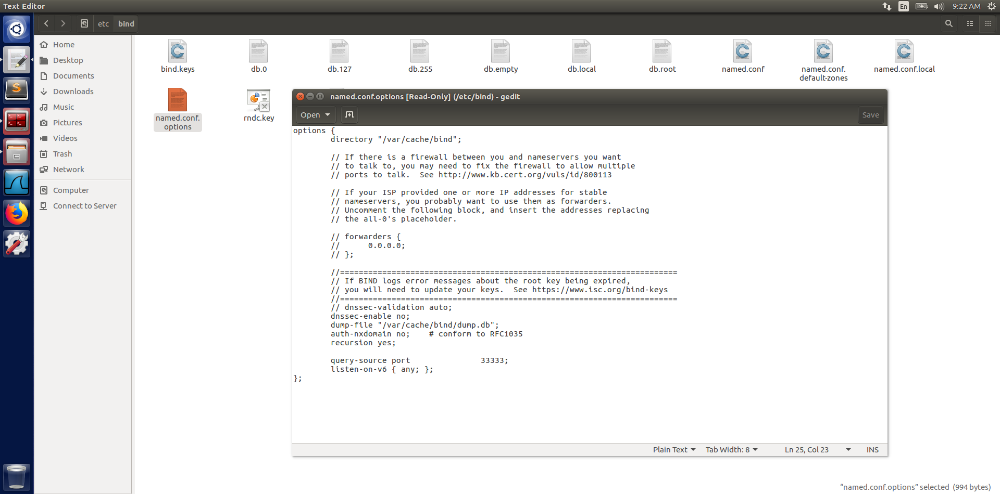 Text Editor
En
9:22 AM
etc
bind
Home
Desktop
Documents
Downloads
Music
Pictures
Videos
Trash
Network
Computer
Connect to Server
bind.keys
db.0
db.127
db.255
db.empty
db.local
db.root
named.conf
named.conf.
default-zones
named.conf.local
named.conf.
options
rndc.key
named.conf.options [Read-Only] (/etc/bind) - gedit
Open
Save
options {
directory "/var/cache/bind";
// If there is a firewall between you and nameservers you want
// to talk to, you may need to fix the firewall to allow multiple
// ports to talk.  See http://www.kb.cert.org/vuls/id/800113
// If your ISP provided one or more IP addresses for stable
// nameservers, you probably want to use them as forwarders.
// Uncomment the following block, and insert the addresses replacing
// the all-0's placeholder.
// forwarders {
//      0.0.0.0;
// };
//========================================================================
// If BIND logs error messages about the root key being expired,
// you will need to update your keys.  See https://www.isc.org/bind-keys
//========================================================================
// dnssec-validation auto;
dnssec-enable no;
dump-file "/var/cache/bind/dump.db";
auth-nxdomain no;    # conform to RFC1035
recursion yes;
query-source port               33333;
listen-on-v6 { any; };
};
Plain Text
Tab Width: 8
Ln 25, Col 23
INS
“named.conf.options” selected (994 bytes)